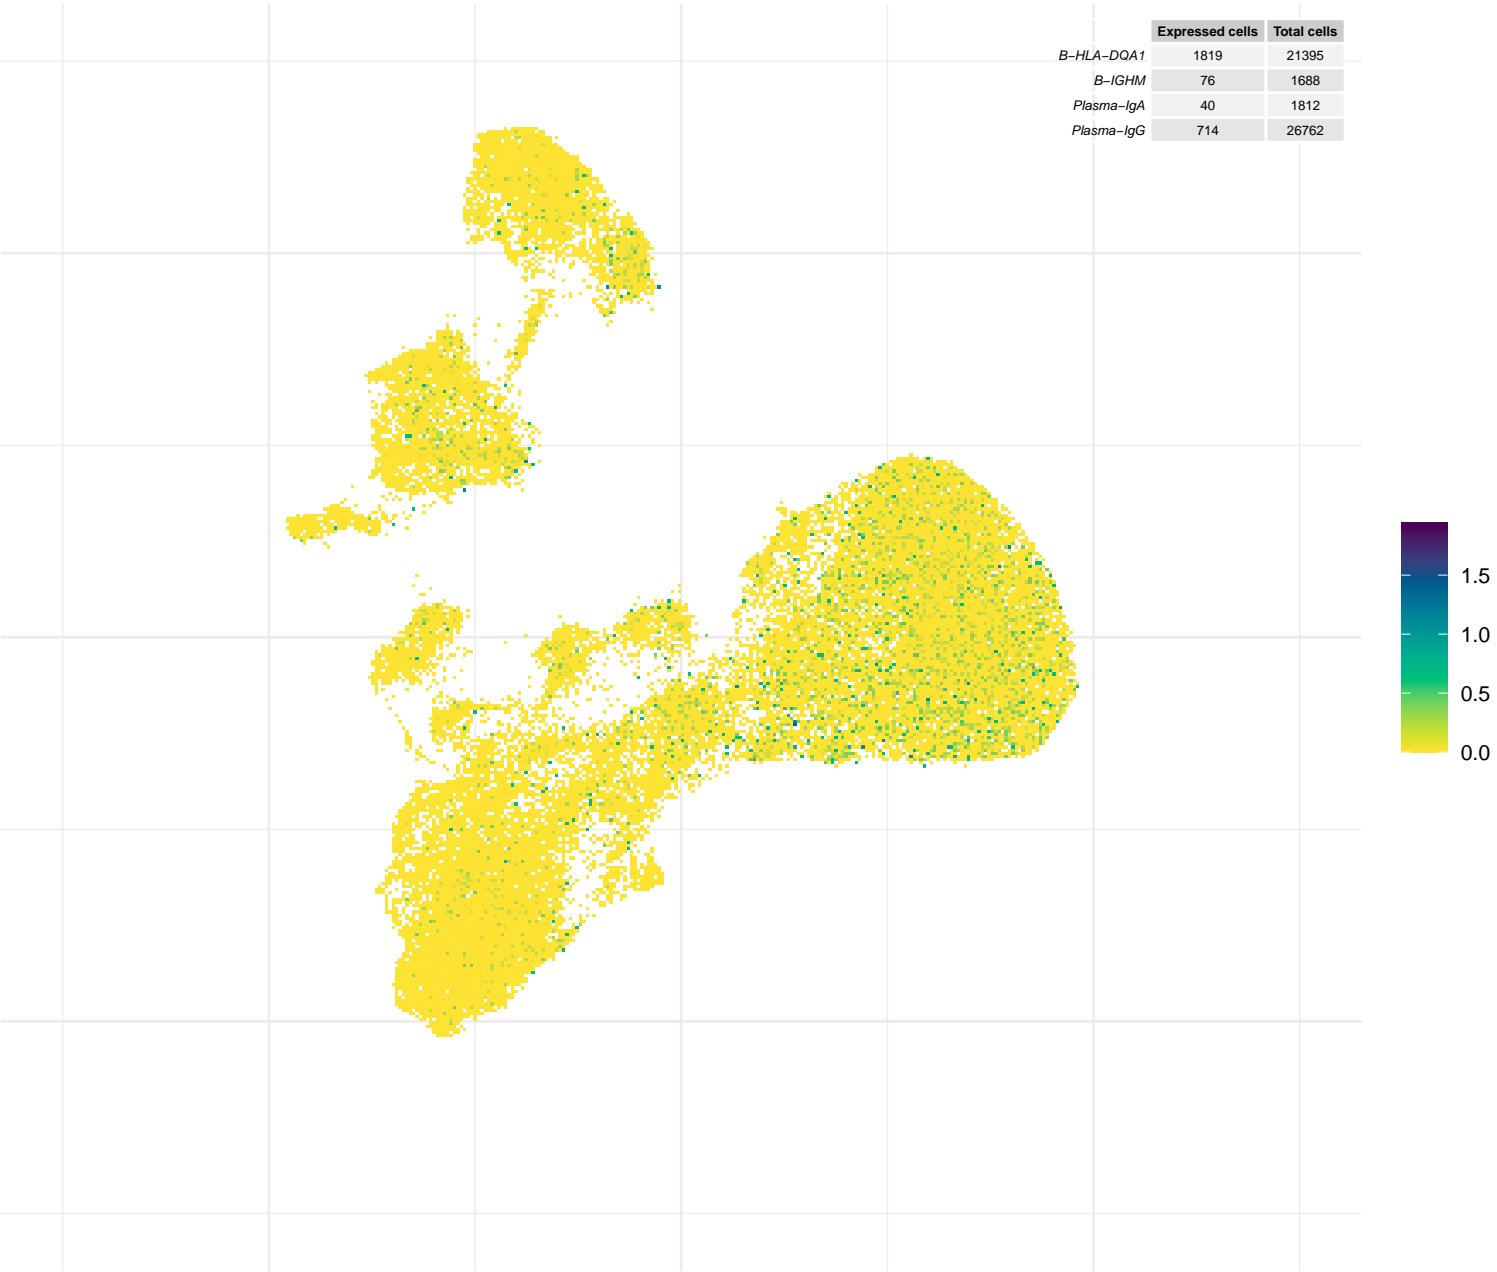 Expressed cells Total cells
B−HLA−DQA1 1819 21395
B−IGHM 76 1688
Plasma−IgA 40 1812
Plasma−IgG 714 26762
1.5
1.0
0.5
0.0